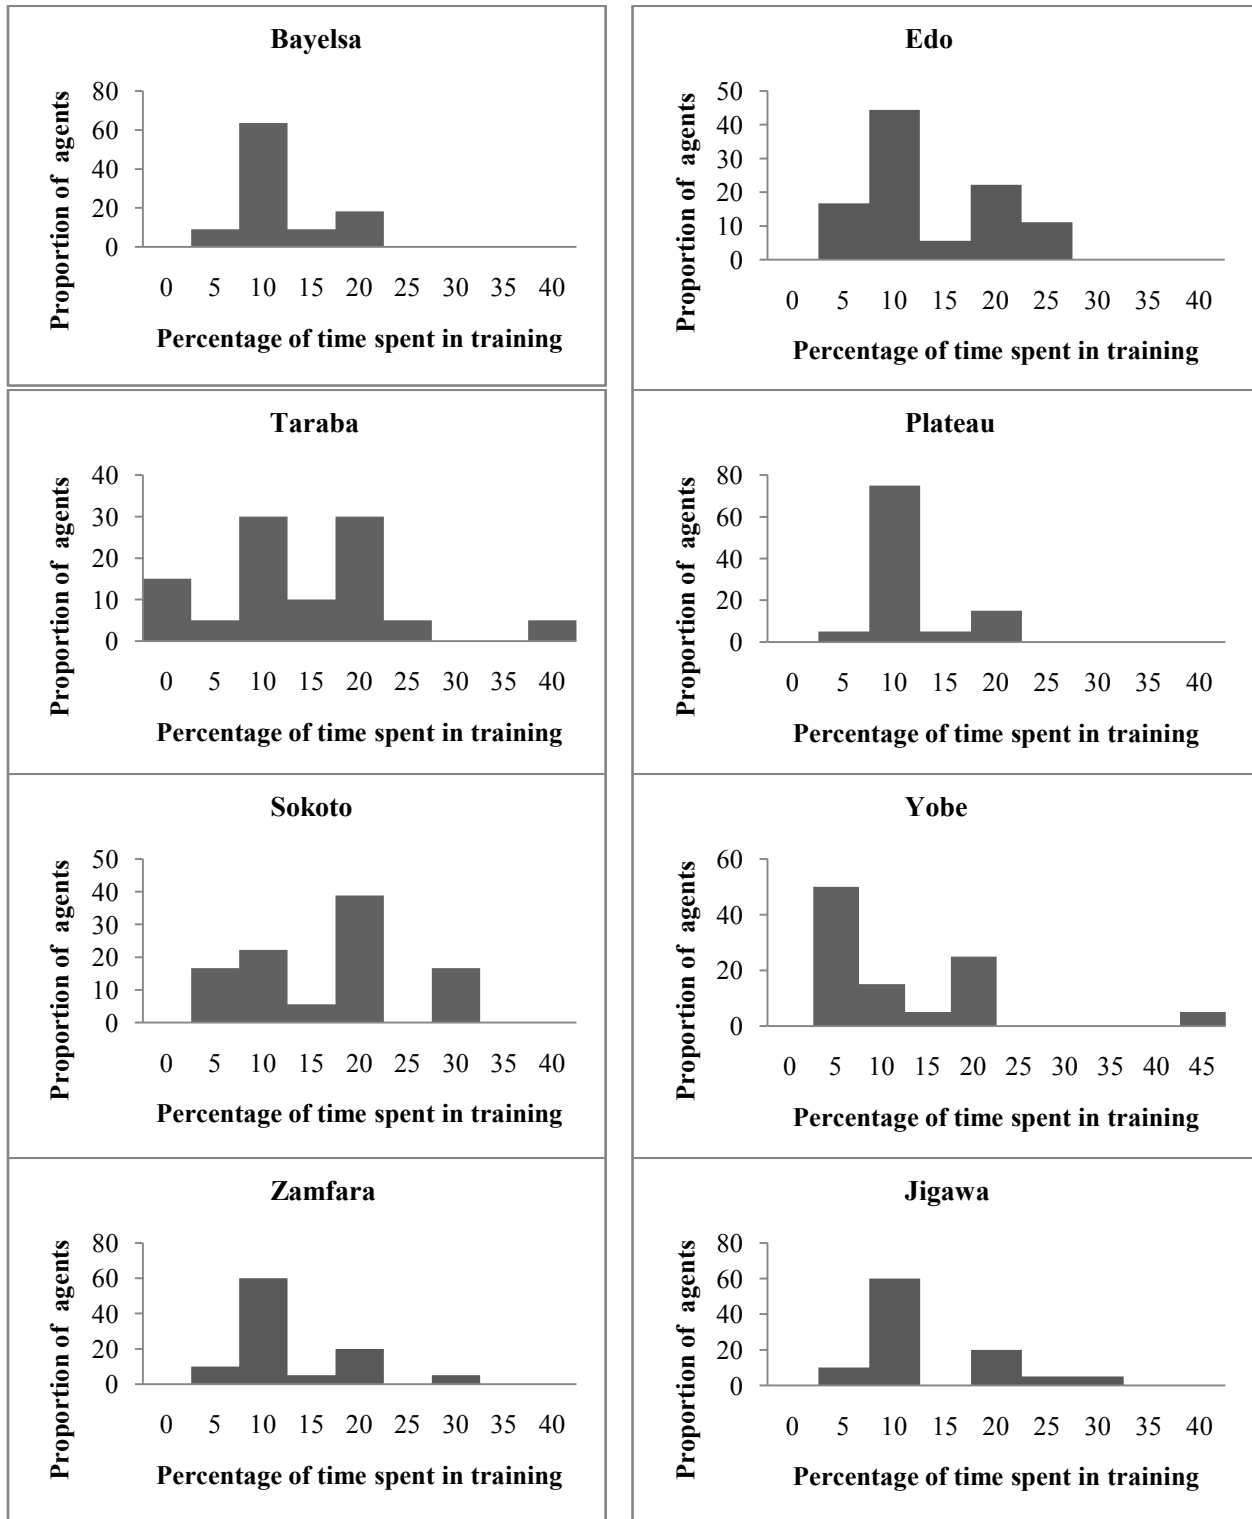 Bayelsa
Proportion of agents
80
60
40
20
0
0 5 10 15 20 25 30 35 40
Percentage of time spent in training
Edo
Proportion of agents
50
40
30
20
10
0
0 5 10 15 20 25 30 35 40
Percentage of time spent in training
Taraba
Proportion of agents
40
30
20
10
0
0 5 10 15 20 25 30 35 40
Percentage of time spent in training
Plateau
Proportion of agents
80
60
40
20
0
0 5 10 15 20 25 30 35 40
Percentage of time spent in training
Sokoto
Proportion of agents
50
40
30
20
10
0
0 5 10 15 20 25 30 35 40
Percentage of time spent in training
Yobe
Proportion of agents
60
40
20
0
0 5 10 15 20 25 30 35 40 45
Percentage of time spent in training
Zamfara
Proportion of agents
80
60
40
20
0
0 5 10 15 20 25 30 35 40
Percentage of time spent in training
Jigawa
Proportion of agents
80
60
40
20
0
0 5 10 15 20 25 30 35 40
Percentage of time spent in training